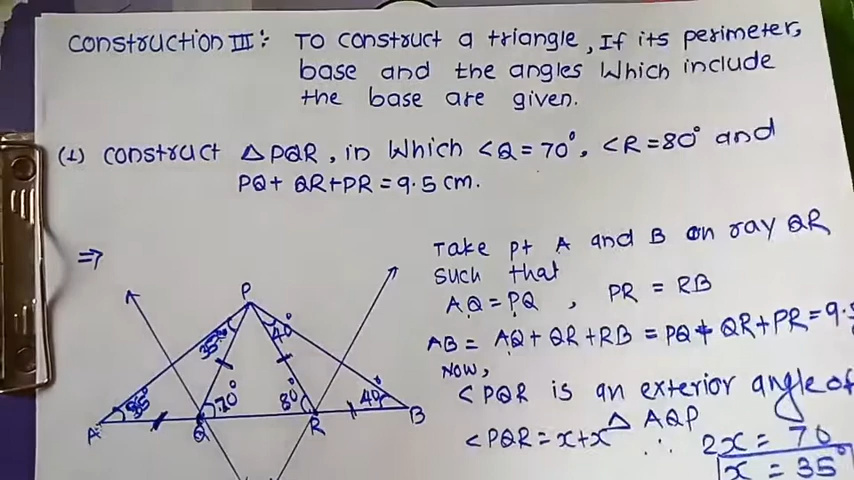 Construction III : To construct a triangle, If its perimeter,
base and the angles which include
the base are given.
(1) construct △PQR, in which <Q = 70°, <R = 80° and
PQ + QR + PR = 9.5 cm.
⇒
Take pt A and B on ray QR
such that
AQ = PQ , PR = RB
AB = AQ + QR + RB = PQ + QR + PR = 9.5
Now,
<PQR is an exterior angle of
△ AQP
<PQR = x + x ∴ 2x = 70
x = 35°
P
35° 40°
35° 70° 80° 40°
A Q R B